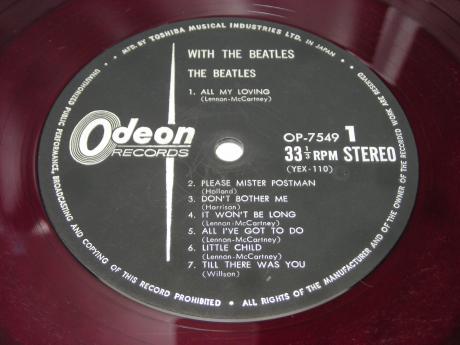 MFD. BY TOSHIBA MUSICAL INDUSTRIES LTD. IN JAPAN
WITH THE BEATLES
THE BEATLES
1. ALL MY LOVING
(Lennon-McCartney)
Odeon
RECORDS
OP-7549 1
33 1/3 RPM STEREO
(YEX-110)
2. PLEASE MISTER POSTMAN
(Holland)
3. DON'T BOTHER ME
(Harrison)
4. IT WON'T BE LONG
(Lennon-McCartney)
5. ALL I'VE GOT TO DO
(Lennon-McCartney)
6. LITTLE CHILD
(Lennon-McCartney)
7. TILL THERE WAS YOU
(Willson)
ALL RIGHTS OF THE MANUFACTURER AND OF THE OWNER OF THE RECORDED WORK ARE RESERVED
UNAUTHORIZED PUBLIC PERFORMANCE, BROADCASTING AND COPYING OF THIS RECORD PROHIBITED